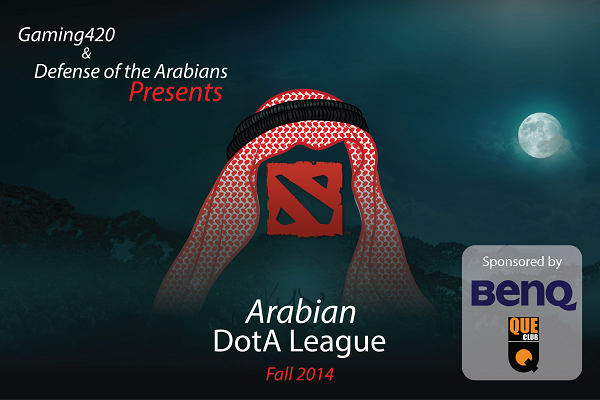 Gaming420
&
Defense of the Arabians
Presents
Arabian
DotA League
Fall 2014
Sponsored by
BenQ
QUE
CLUB
Q